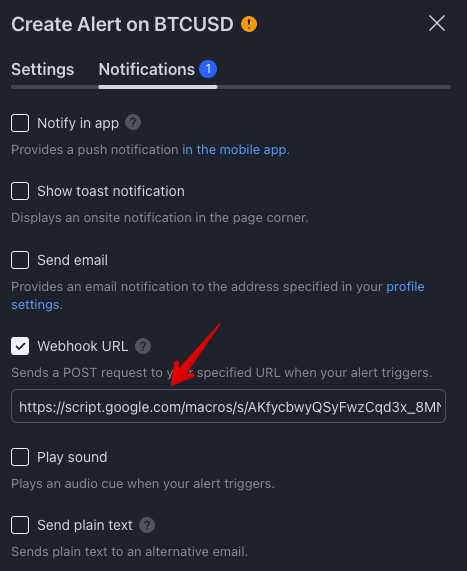 Create Alert on BTCUSD
Settings Notifications 1
Notify in app ?
Provides a push notification in the mobile app.
Show toast notification
Displays an onsite notification in the page corner.
Send email
Provides an email notification to the address specified in your profile
settings.
Webhook URL ?
Sends a POST request to your specified URL when your alert triggers.
https://script.google.com/macros/s/AKfycbwyQSyFwzCqd3x_8MN
Play sound
Plays an audio cue when your alert triggers.
Send plain text ?
Sends plain text to an alternative email.